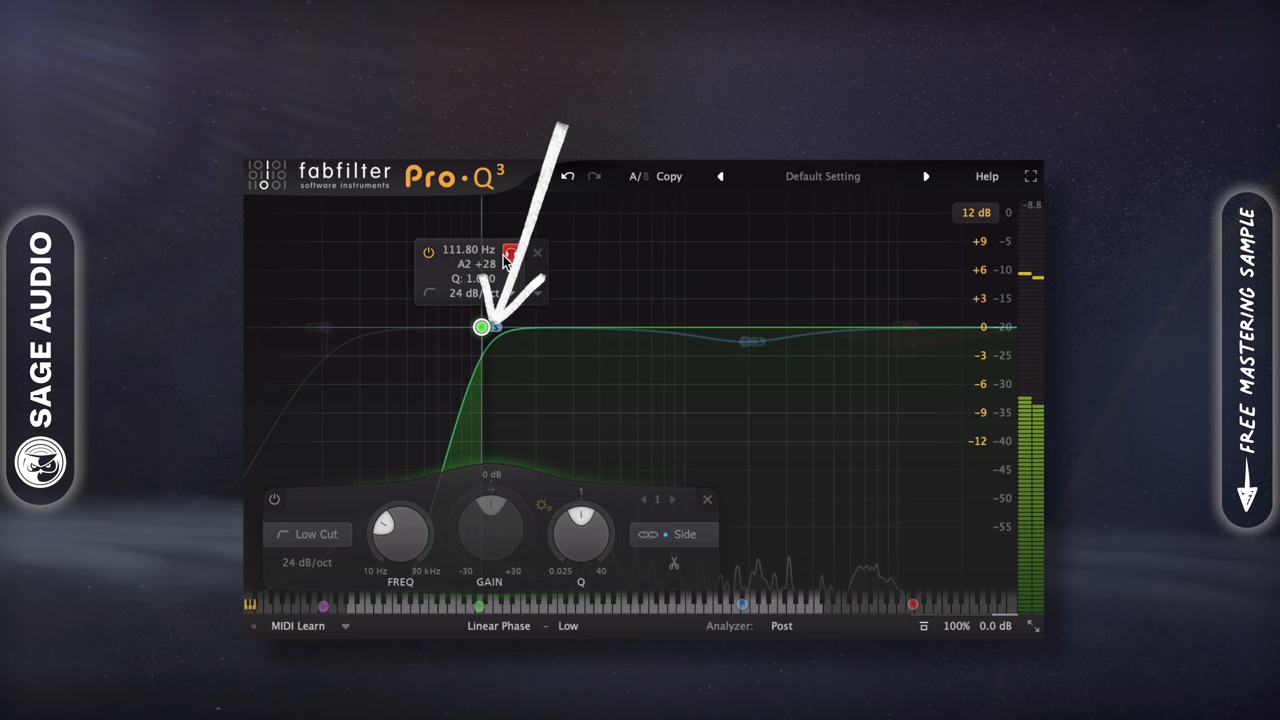 SAGE AUDIO
FREE MASTERING SAMPLE
fabfilter
software instruments
Pro·Q3
A/B Copy
Default Setting
Help
12 dB 0 -8.8
+9 -5
+6 -10
+3 -15
0 -20
-3 -25
-6 -30
-9 -35
-12 -40
-45
-50
-55
111.80 Hz
A2 +28
24 dB/oct
0 dB
1
1
Low Cut
Side
24 dB/oct
10 Hz 30 kHz
-30 +30
0.025 40
FREQ
GAIN
Q
MIDI Learn
Linear Phase - Low
Analyzer: Post
100% 0.0 dB